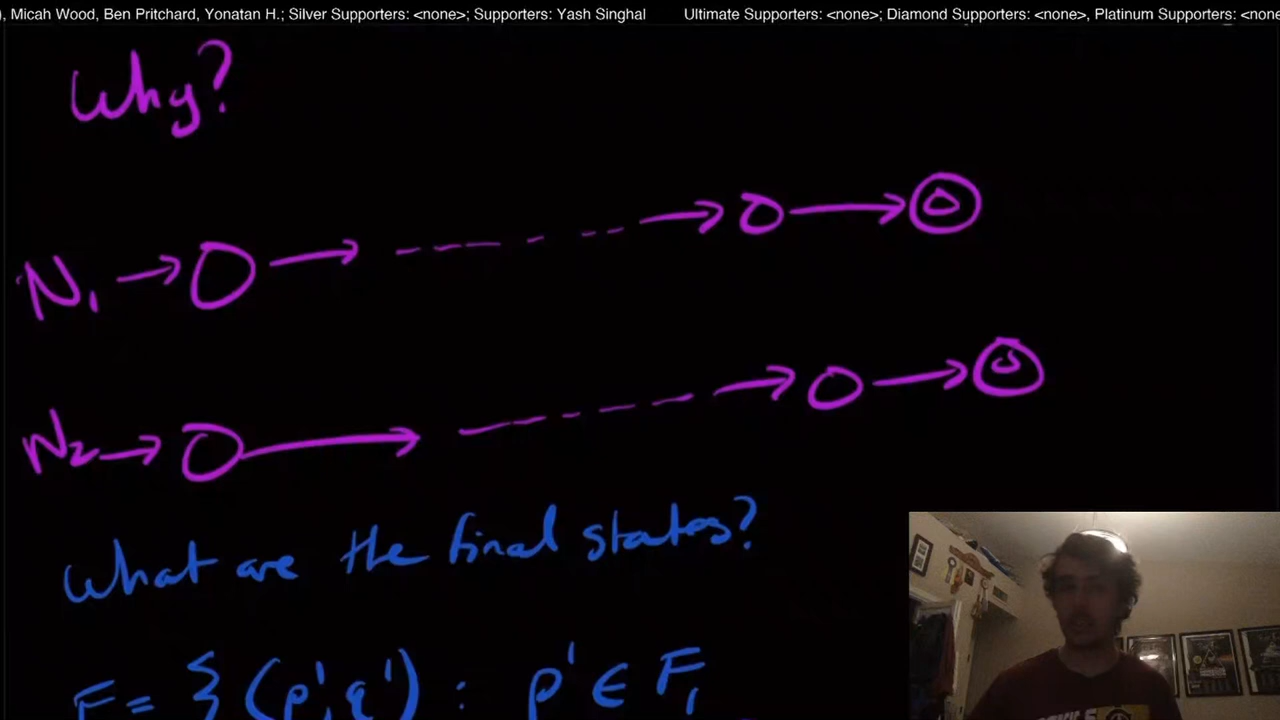 ), Micah Wood, Ben Pritchard, Yonatan H.; Silver Supporters: <none>; Supporters: Yash Singhal Ultimate Supporters: <none>; Diamond Supporters: <none>, Platinum Supporters: <none
Why?
N₁
N₂
What are the final states?
F = { (p', q') : p' ∈ F₁